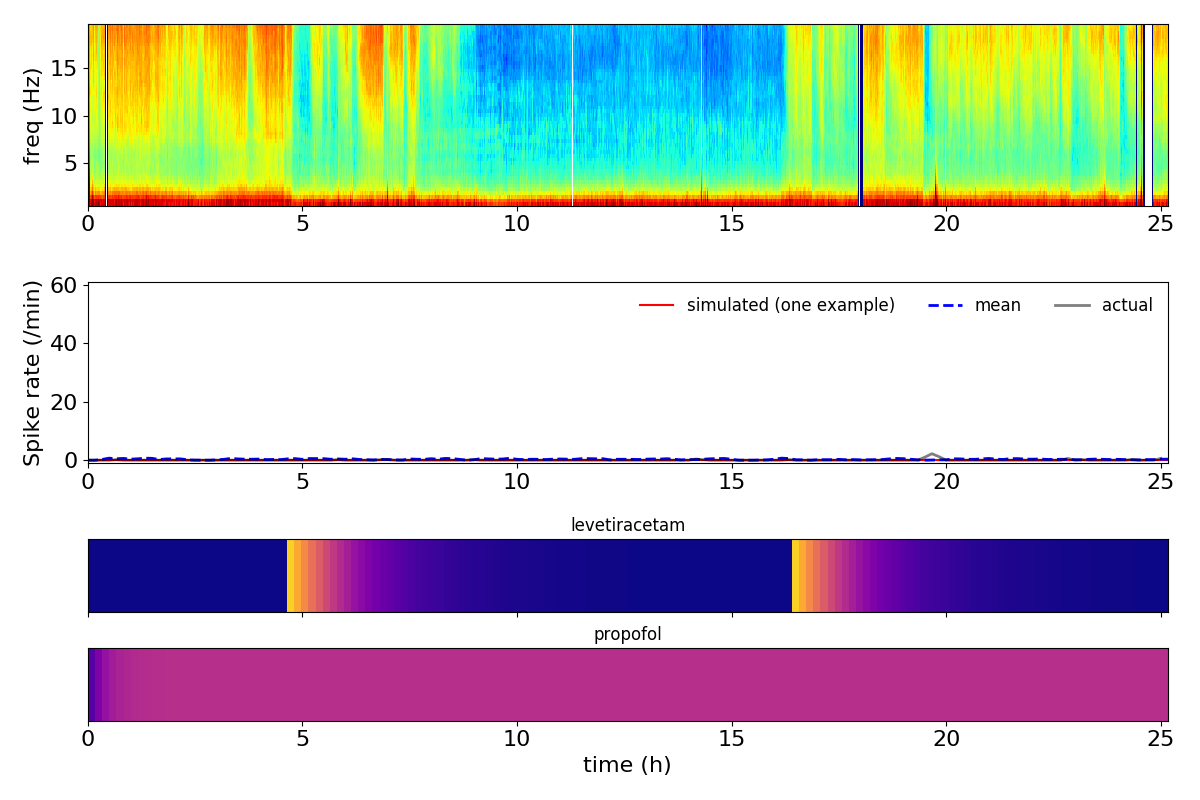 freq (Hz)
15
10
5
0 5 10 15 20 25
Spike rate (/min)
60
40
20
0
simulated (one example) mean actual
0 5 10 15 20 25
levetiracetam
propofol
0 5 10 15 20 25
time (h)